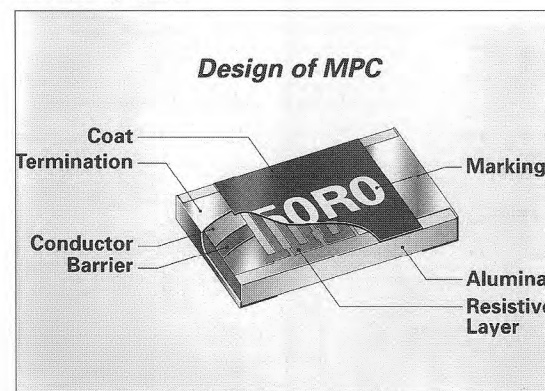 Design of MPC
Coat
Termination
Marking
Conductor
Barrier
Alumina
Resistive
Layer